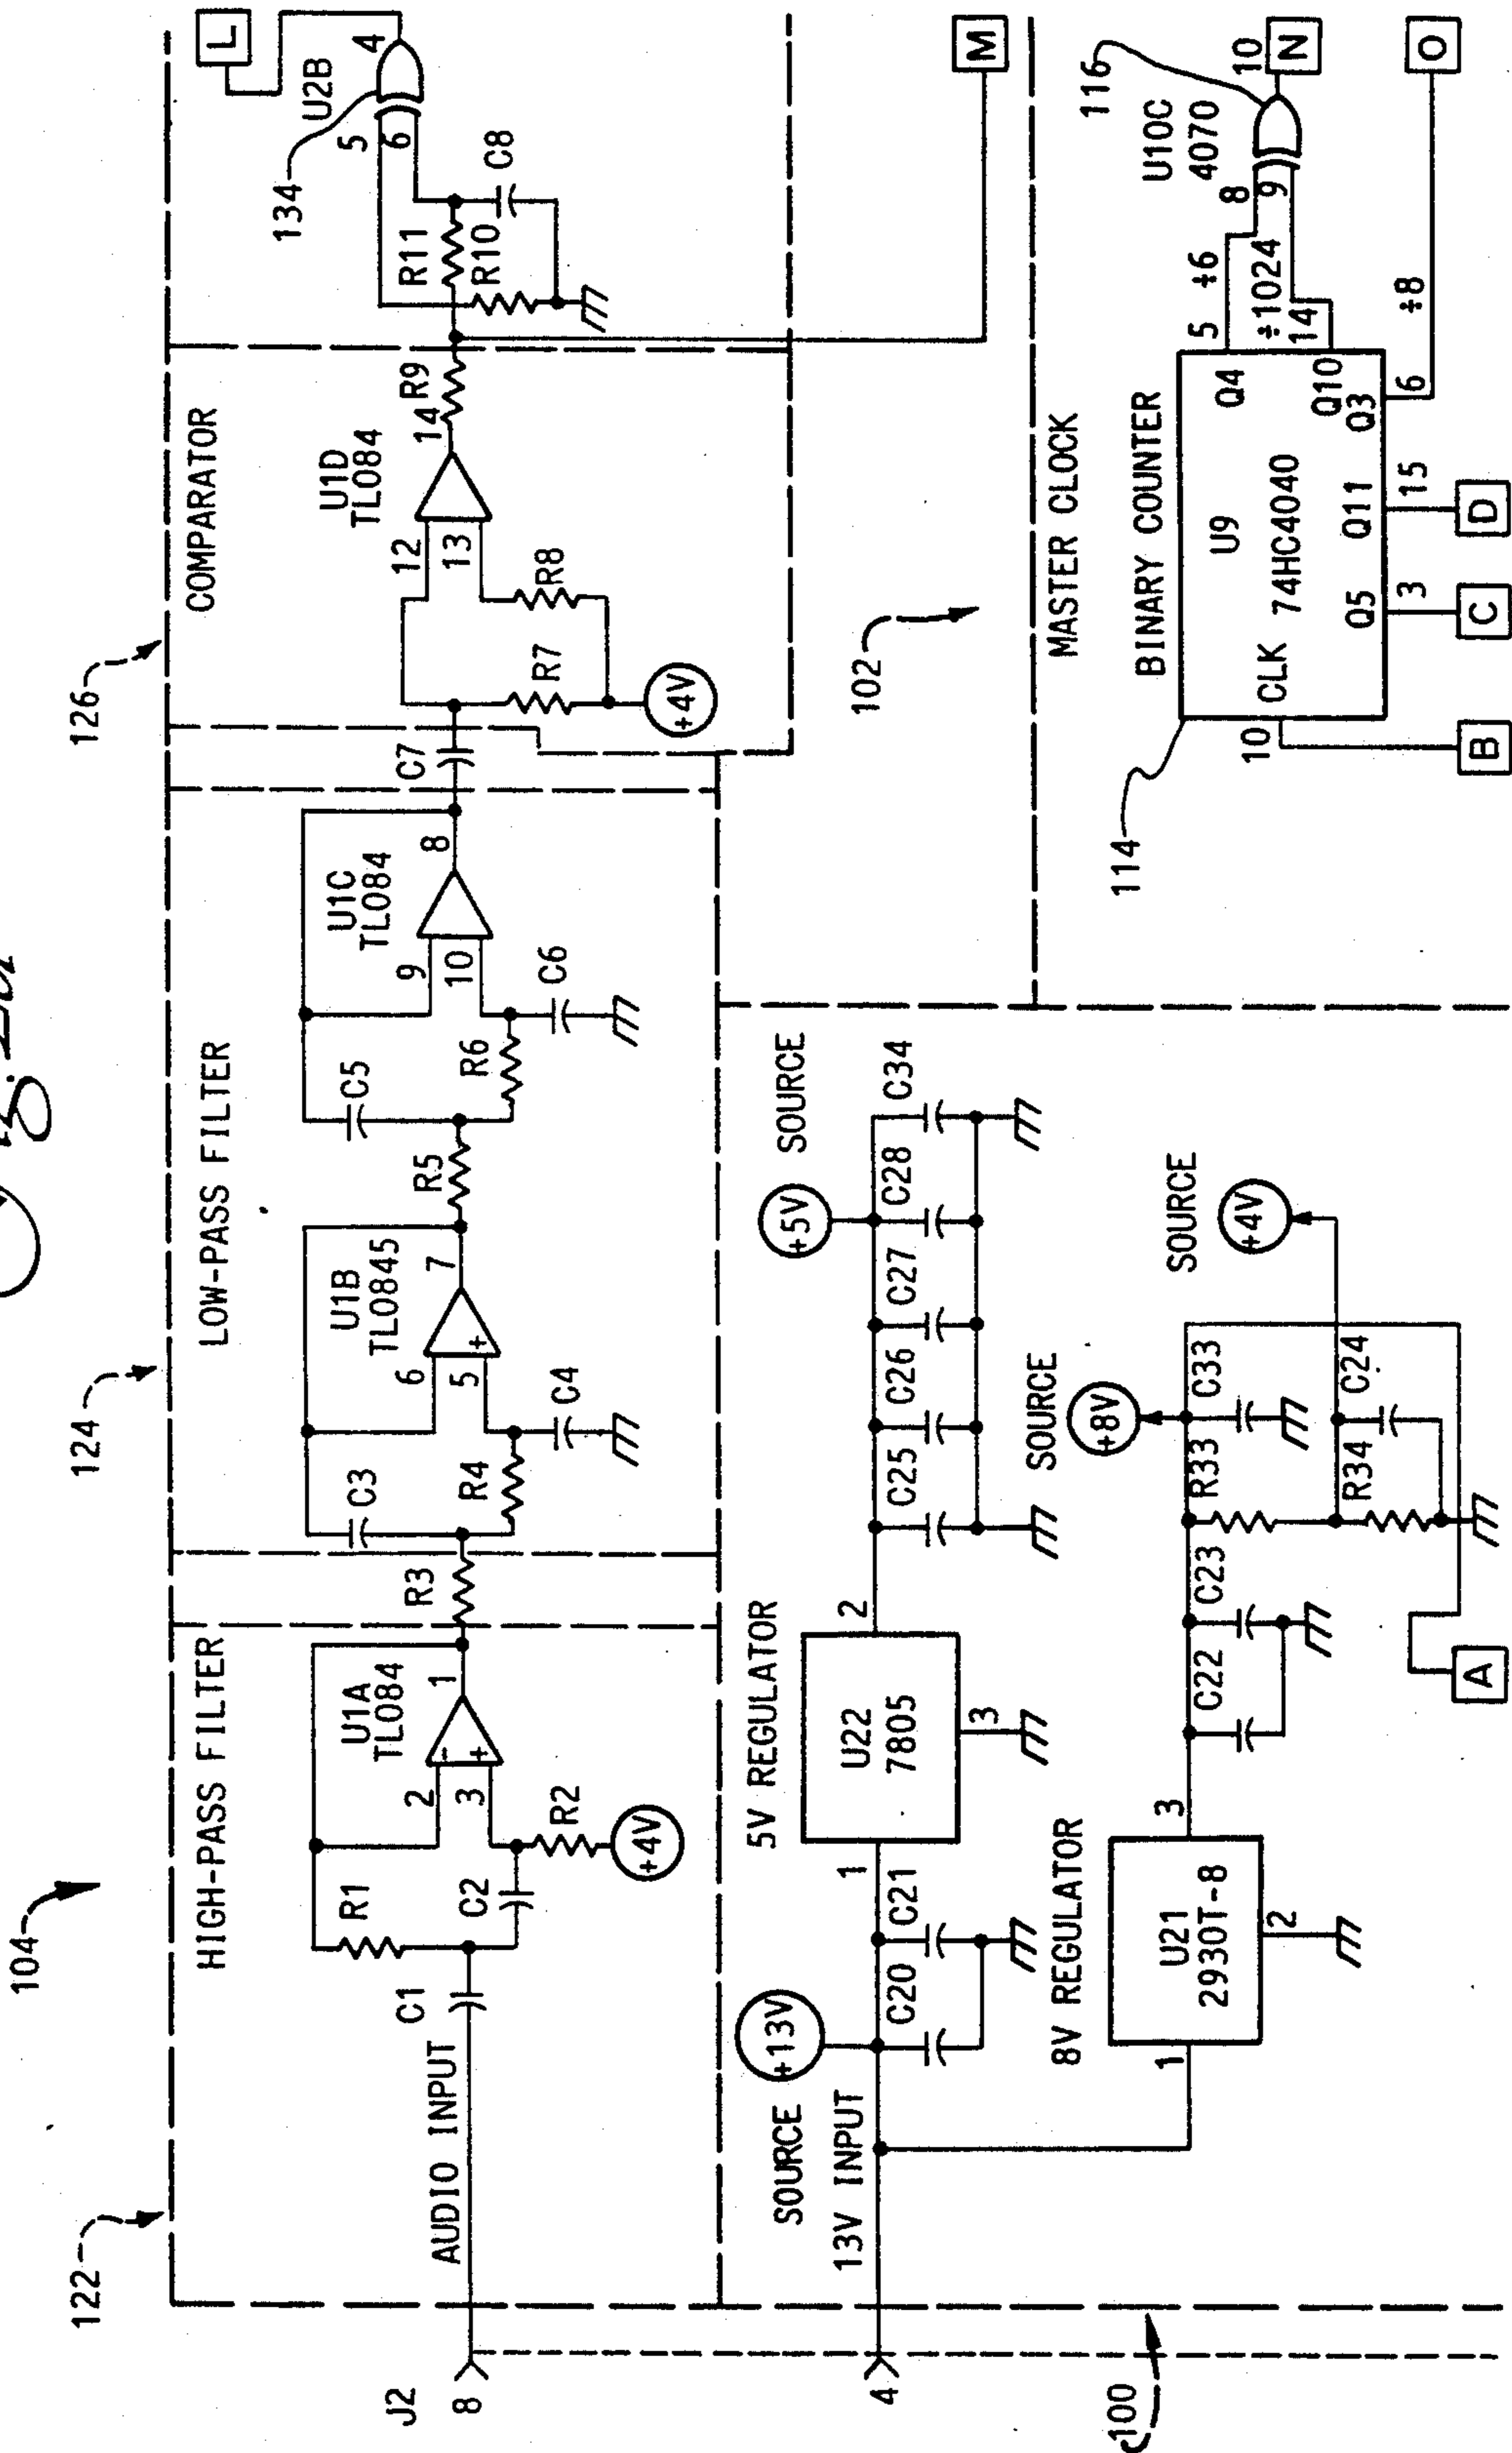 104
122
124
126
HIGH-PASS FILTER
LOW-PASS FILTER
COMPARATOR
J2
8
AUDIO INPUT
C1
R1
C2
2
3
-
+
U1A
TL084
1
R2
+4V
R3
C3
R4
6
5
+
U1B
TL0845
7
C4
R5
C5
R6
9
10
U1C
TL084
8
C6
C7
R7
R8
+4V
12
13
U1D
TL084
14
R9
R11
R10
C8
134
5
6
U2B
4
L
M
102
4
SOURCE
+13V
13V INPUT
C20
C21
5V REGULATOR
1
U22
7805
2
3
C25
C26
C27
C28
C34
+5V
SOURCE
8V REGULATOR
1
U21
2930T-8
3
2
C22
C23
R33
C33
SOURCE
+8V
R34
C24
SOURCE
+4V
A
100
MASTER CLOCK
BINARY COUNTER
114
10
CLK
U9
74HC4040
Q4
Q10
Q5
Q11
Q3
3
15
6
5
÷6
÷1024
14
÷8
8
9
U10C
4070
116
10
B
C
D
N
O